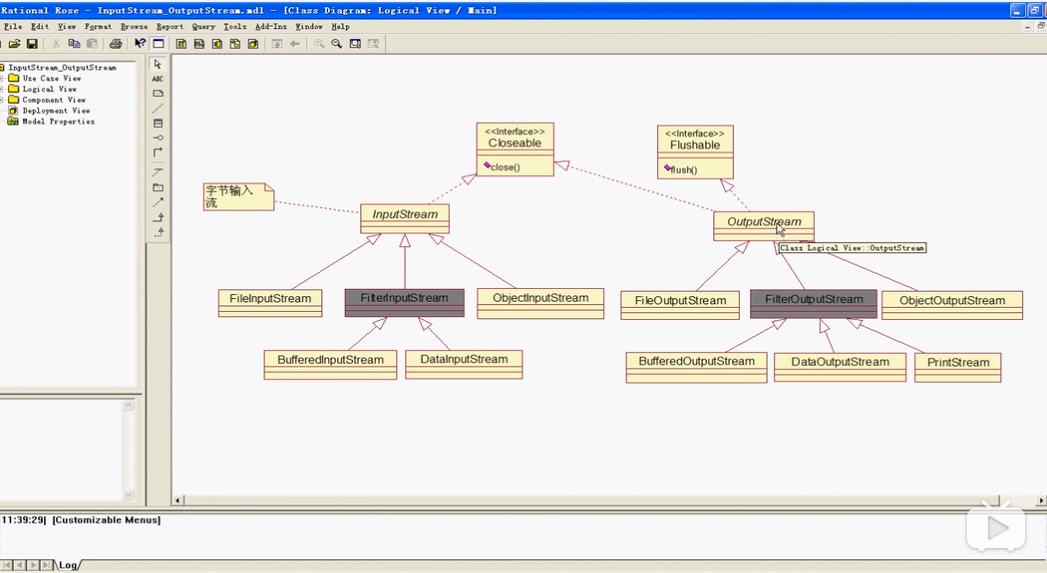 Rational Rose - InputStream_OutputStream.mdl - [Class Diagram: Logical View / Main]
File Edit View Format Browse Report Query Tools Add-Ins Window Help
InputStream_OutputStream
Use Case View
Logical View
Component View
Deployment View
Model Properties
ABC
<<Interface>>
Closeable
close()
<<Interface>>
Flushable
flush()
字节输入
流
InputStream
OutputStream
Class Logical View::OutputStream
FileInputStream
FilterInputStream
ObjectInputStream
FileOutputStream
FilterOutputStream
ObjectOutputStream
BufferedInputStream
DataInputStream
BufferedOutputStream
DataOutputStream
PrintStream
11:39:29| [Customizable Menus]
Log